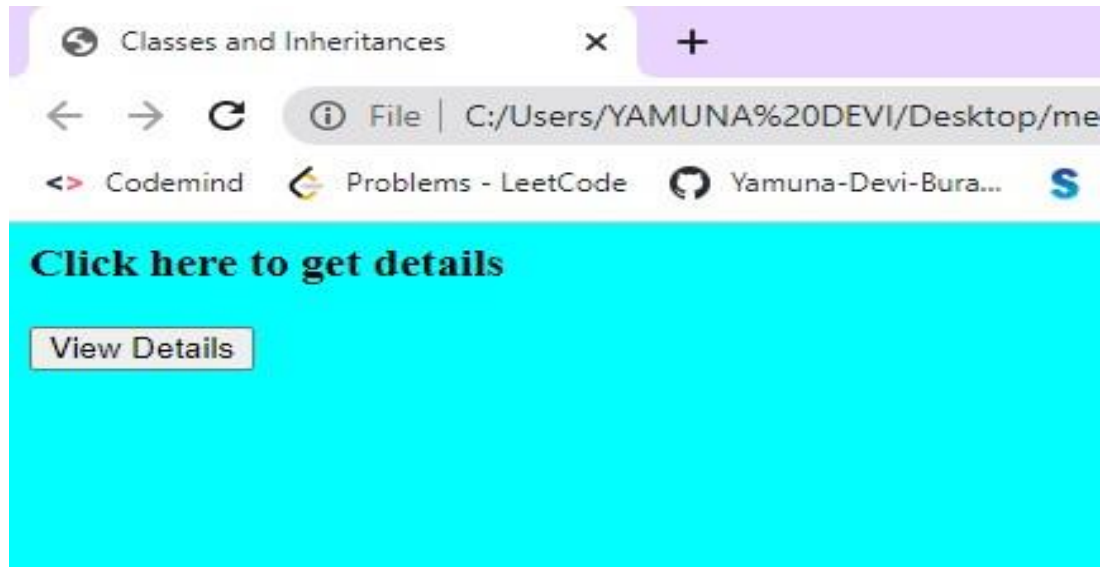 Classes and Inheritances
File | C:/Users/YAMUNA%20DEVI/Desktop/me
<> Codemind Problems - LeetCode Yamuna-Devi-Bura... S
Click here to get details
View Details